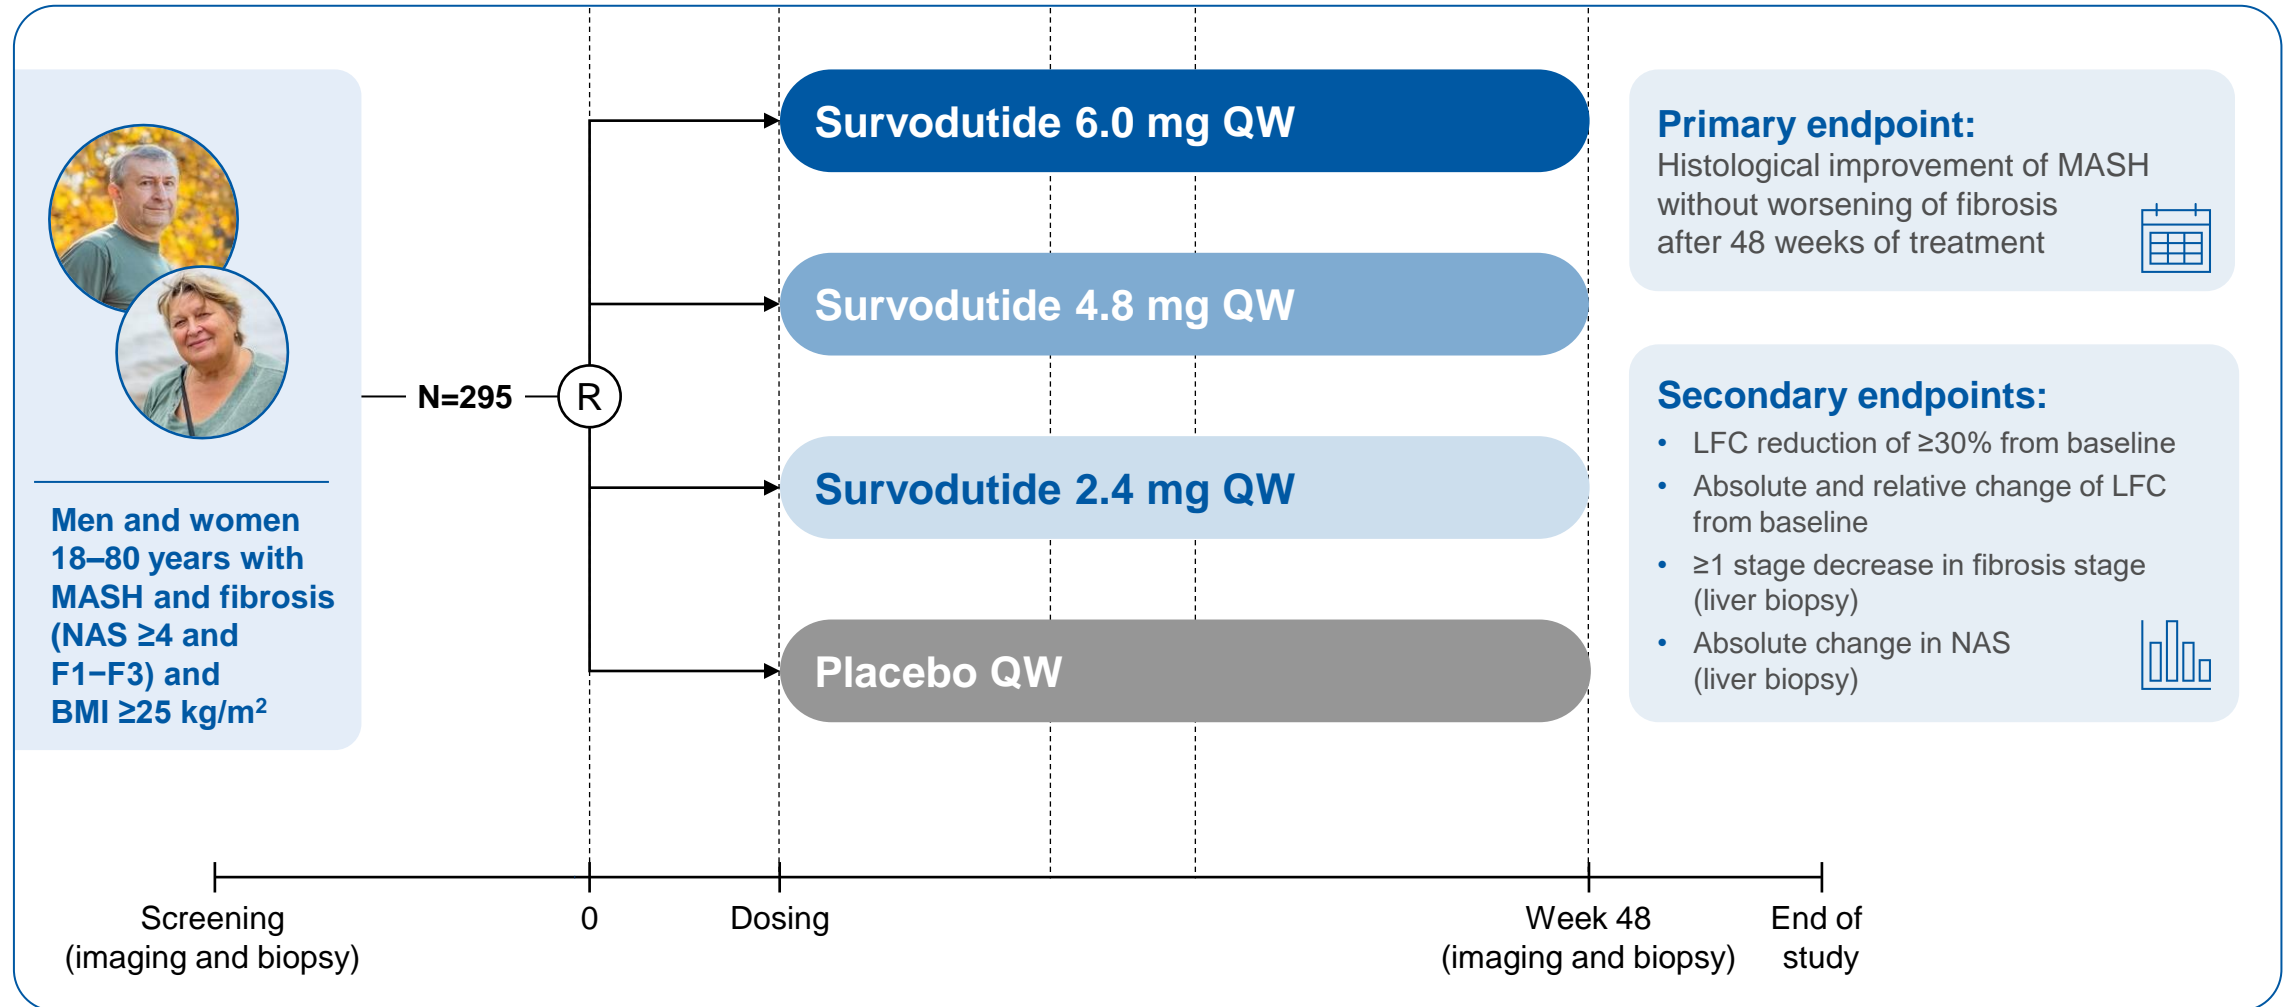 Men and women
18–80 years with
MASH and fibrosis
(NAS ≥4 and
F1–F3) and
BMI ≥25 kg/m²
N=295
R
Survodutide 6.0 mg QW
Survodutide 4.8 mg QW
Survodutide 2.4 mg QW
Placebo QW
Primary endpoint:
Histological improvement of MASH
without worsening of fibrosis
after 48 weeks of treatment
Secondary endpoints:
• LFC reduction of ≥30% from baseline
• Absolute and relative change of LFC
from baseline
• ≥1 stage decrease in fibrosis stage
(liver biopsy)
• Absolute change in NAS
(liver biopsy)
Screening
(imaging and biopsy)
0
Dosing
Week 48
(imaging and biopsy)
End of
study